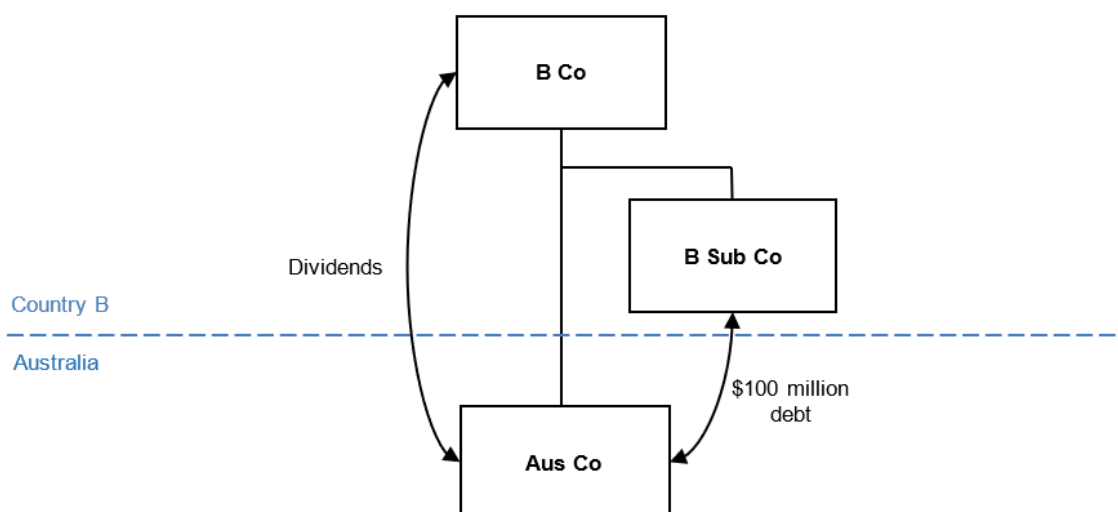 B Co
B Sub Co
Dividends
Country B
Australia
$100 million
debt
Aus Co